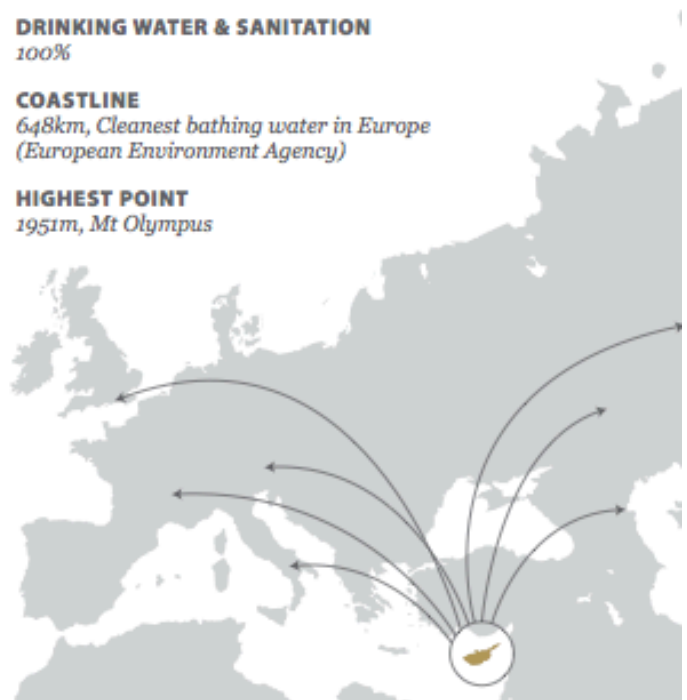 DRINKING WATER & SANITATION
100%
COASTLINE
648km, Cleanest bathing water in Europe
(European Environment Agency)
HIGHEST POINT
1951m, Mt Olympus